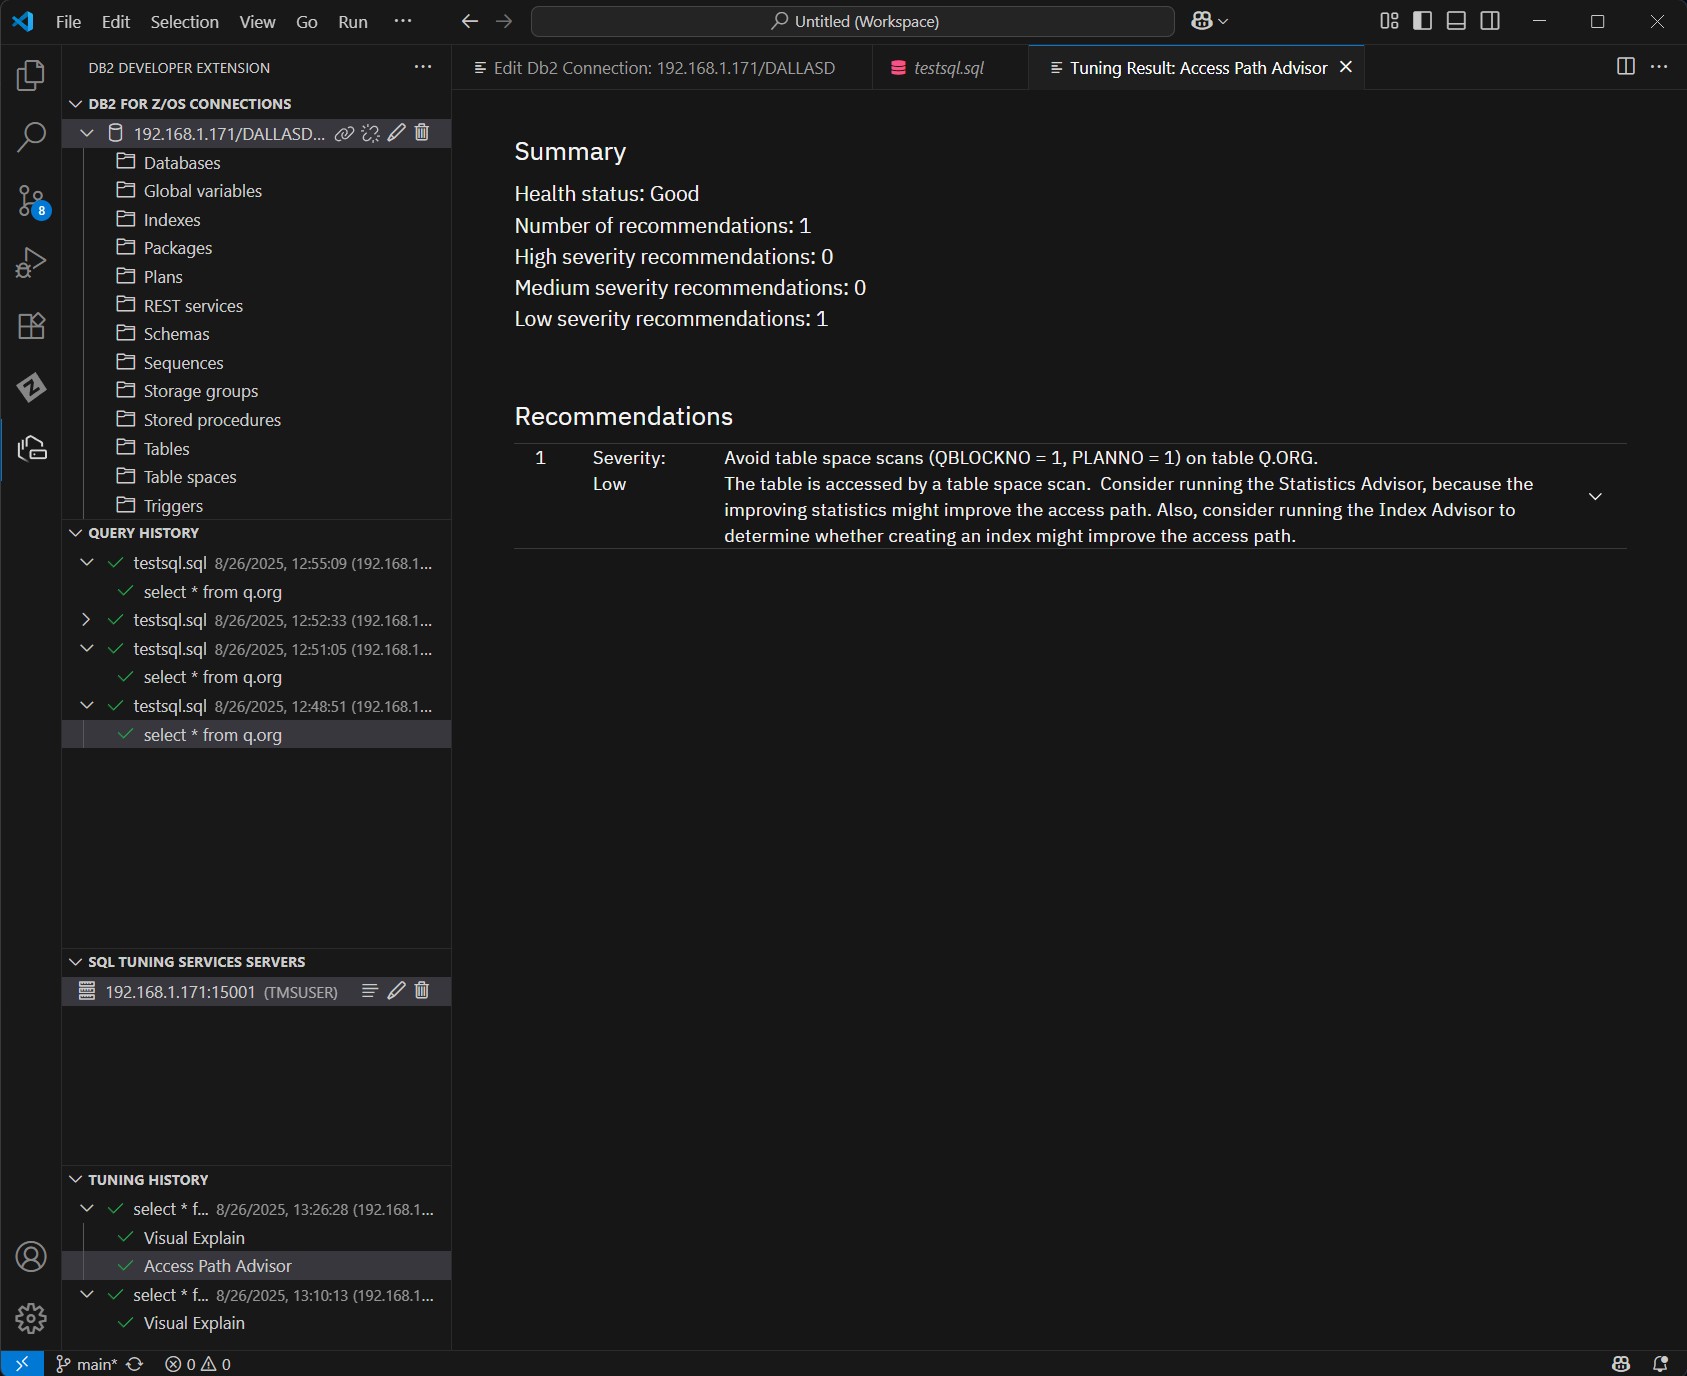 File Edit Selection View Go Run ··· Untitled (Workspace)
DB2 DEVELOPER EXTENSION ···
Edit Db2 Connection: 192.168.1.171/DALLASD testsql.sql Tuning Result: Access Path Advisor
DB2 FOR Z/OS CONNECTIONS
192.168.1.171/DALLASD...
Databases
Global variables
Indexes
Packages
Plans
REST services
Schemas
Sequences
Storage groups
Stored procedures
Tables
Table spaces
Triggers
QUERY HISTORY
testsql.sql 8/26/2025, 12:55:09 (192.168.1...
select * from q.org
testsql.sql 8/26/2025, 12:52:33 (192.168.1...
testsql.sql 8/26/2025, 12:51:05 (192.168.1...
select * from q.org
testsql.sql 8/26/2025, 12:48:51 (192.168.1...
select * from q.org
SQL TUNING SERVICES SERVERS
192.168.1.171:15001 (TMSUSER)
TUNING HISTORY
select * f... 8/26/2025, 13:26:28 (192.168.1...
Visual Explain
Access Path Advisor
select * f... 8/26/2025, 13:10:13 (192.168.1...
Visual Explain
Summary
Health status: Good
Number of recommendations: 1
High severity recommendations: 0
Medium severity recommendations: 0
Low severity recommendations: 1
Recommendations
1 Severity: Avoid table space scans (QBLOCKNO = 1, PLANNO = 1) on table Q.ORG.
Low The table is accessed by a table space scan.  Consider running the Statistics Advisor, because the
improving statistics might improve the access path. Also, consider running the Index Advisor to
determine whether creating an index might improve the access path.
8
main* 0 0